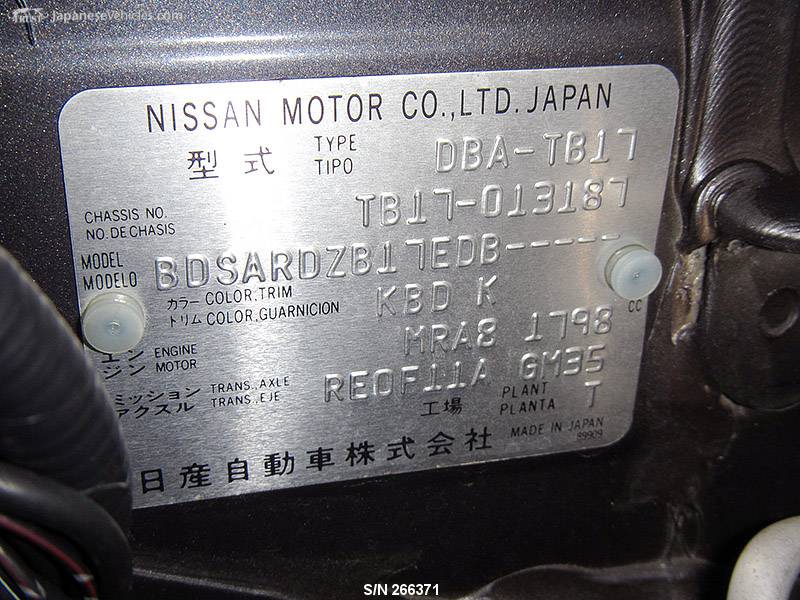 JapaneseVehicles.com
NISSAN MOTOR CO.,LTD. JAPAN
型式 TYPE TIPO DBA-TB17
CHASSIS NO. NO. DE CHASIS TB17-013187
MODEL MODELO BDSARDZB17EDB-----
カラー COLOR,TRIM
トリム COLOR,GUARNICION KBD K
CC
エン ENGINE
ジン MOTOR MRA8 1798
ミッション TRANS.,AXLE
アクスル TRANS.,EJE RE0F11A GM35
工場 PLANT PLANTA T
日産自動車株式会社 MADE IN JAPAN
99909
S/N 266371